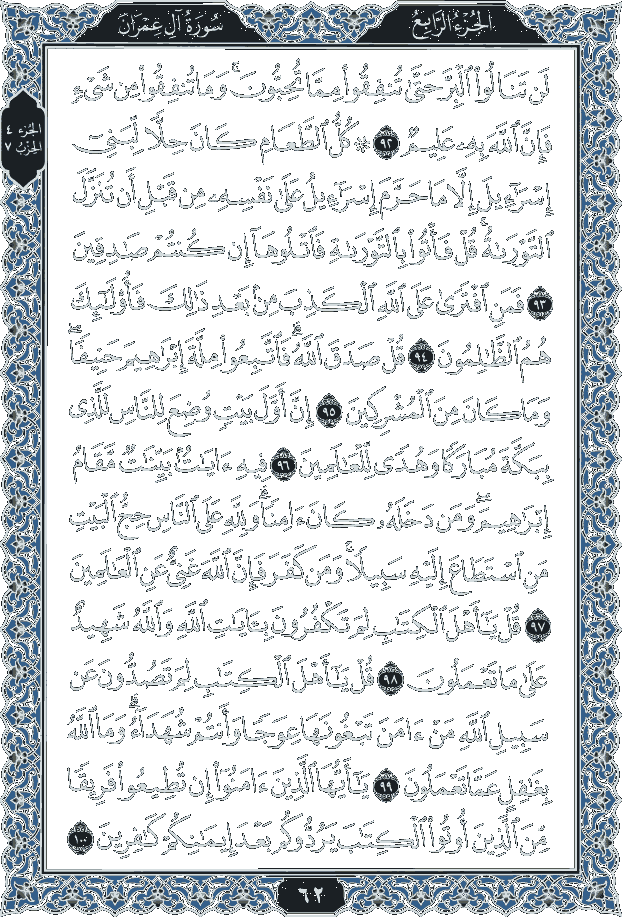 الجُزْءُ الرَّابِعُ
سُورَةُ آلِ عِمْرَانَ
الجزء ٤
الحزب ٧
لَن تَنَالُوا۟ ٱلْبِرَّ حَتَّىٰ تُنفِقُوا۟ مِمَّا تُحِبُّونَ ۚ وَمَا تُنفِقُوا۟ مِن شَىْءٍ
فَإِنَّ ٱللَّهَ بِهِۦ عَلِيمٌ ٩٢ ۞ كُلُّ ٱلطَّعَامِ كَانَ حِلًّا لِّبَنِىٓ
إِسْرَٰٓءِيلَ إِلَّا مَا حَرَّمَ إِسْرَٰٓءِيلُ عَلَىٰ نَفْسِهِۦ مِن قَبْلِ أَن تُنَزَّلَ
ٱلتَّوْرَىٰةُ ۗ قُلْ فَأْتُوا۟ بِٱلتَّوْرَىٰةِ فَٱتْلُوهَآ إِن كُنتُمْ صَٰدِقِينَ
٩٣ فَمَنِ ٱفْتَرَىٰ عَلَى ٱللَّهِ ٱلْكَذِبَ مِنۢ بَعْدِ ذَٰلِكَ فَأُو۟لَٰٓئِكَ
هُمُ ٱلظَّٰلِمُونَ ٩٤ قُلْ صَدَقَ ٱللَّهُ ۗ فَٱتَّبِعُوا۟ مِلَّةَ إِبْرَٰهِيمَ حَنِيفًا ۖ
وَمَا كَانَ مِنَ ٱلْمُشْرِكِينَ ٩٥ إِنَّ أَوَّلَ بَيْتٍ وُضِعَ لِلنَّاسِ لَلَّذِى
بِبَكَّةَ مُبَارَكًا وَهُدًى لِّلْعَٰلَمِينَ ٩٦ فِيهِ ءَايَٰتٌۢ بَيِّنَٰتٌ مَّقَامُ
إِبْرَٰهِيمَ ۖ وَمَن دَخَلَهُۥ كَانَ ءَامِنًا ۗ وَلِلَّهِ عَلَى ٱلنَّاسِ حِجُّ ٱلْبَيْتِ
مَنِ ٱسْتَطَاعَ إِلَيْهِ سَبِيلًا ۚ وَمَن كَفَرَ فَإِنَّ ٱللَّهَ غَنِىٌّ عَنِ ٱلْعَٰلَمِينَ
٩٧ قُلْ يَٰٓأَهْلَ ٱلْكِتَٰبِ لِمَ تَكْفُرُونَ بِـَٔايَٰتِ ٱللَّهِ وَٱللَّهُ شَهِيدٌ
عَلَىٰ مَا تَعْمَلُونَ ٩٨ قُلْ يَٰٓأَهْلَ ٱلْكِتَٰبِ لِمَ تَصُدُّونَ عَن
سَبِيلِ ٱللَّهِ مَنْ ءَامَنَ تَبْغُونَهَا عِوَجًا وَأَنتُمْ شُهَدَآءُ ۗ وَمَا ٱللَّهُ
بِغَٰفِلٍ عَمَّا تَعْمَلُونَ ٩٩ يَٰٓأَيُّهَا ٱلَّذِينَ ءَامَنُوٓا۟ إِن تُطِيعُوا۟ فَرِيقًا
مِّنَ ٱلَّذِينَ أُوتُوا۟ ٱلْكِتَٰبَ يَرُدُّوكُم بَعْدَ إِيمَٰنِكُمْ كَٰفِرِينَ ١٠٠
٦٢